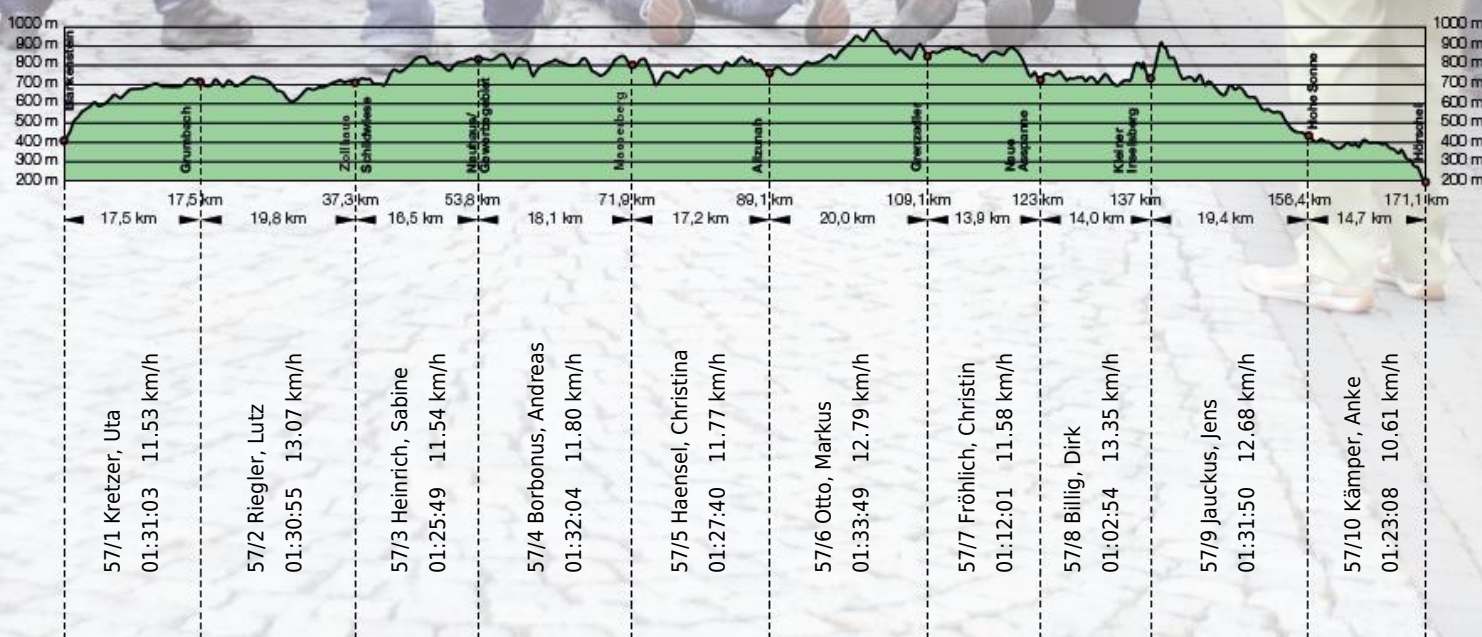 1000 m
900 m
800 m
700 m
600 m
500 m
400 m
300 m
200 m
1000 m
900 m
800 m
700 m
600 m
500 m
400 m
300 m
200 m
Blankenstein
Grumbach
Zollhaus
Schildwiese
Neuhaus/
Masserberg
Allzunah
Grenzadler
Neue
Ausspanne
Kleiner
Inselsberg
Hohe Sonne
Hörschel
17,5 km
37,3 km
53,8 km
71,9 km
89,1 km
109,1 km
123 km
137 km
156,4 km
171,1 km
17,5 km
19,8 km
16,5 km
18,1 km
17,2 km
20,0 km
13,9 km
14,0 km
19,4 km
14,7 km
57/1 Kretzer, Uta
01:31:03 11.53 km/h
57/2 Riegler, Lutz
01:30:55 13.07 km/h
57/3 Heinrich, Sabine
01:25:49 11.54 km/h
57/4 Borbonus, Andreas
01:32:04 11.80 km/h
57/5 Haensel, Christina
01:27:40 11.77 km/h
57/6 Otto, Markus
01:33:49 12.79 km/h
57/7 Fröhlich, Christin
01:12:01 11.58 km/h
57/8 Billig, Dirk
01:02:54 13.35 km/h
57/9 Jauckus, Jens
01:31:50 12.68 km/h
57/10 Kämper, Anke
01:23:08 10.61 km/h